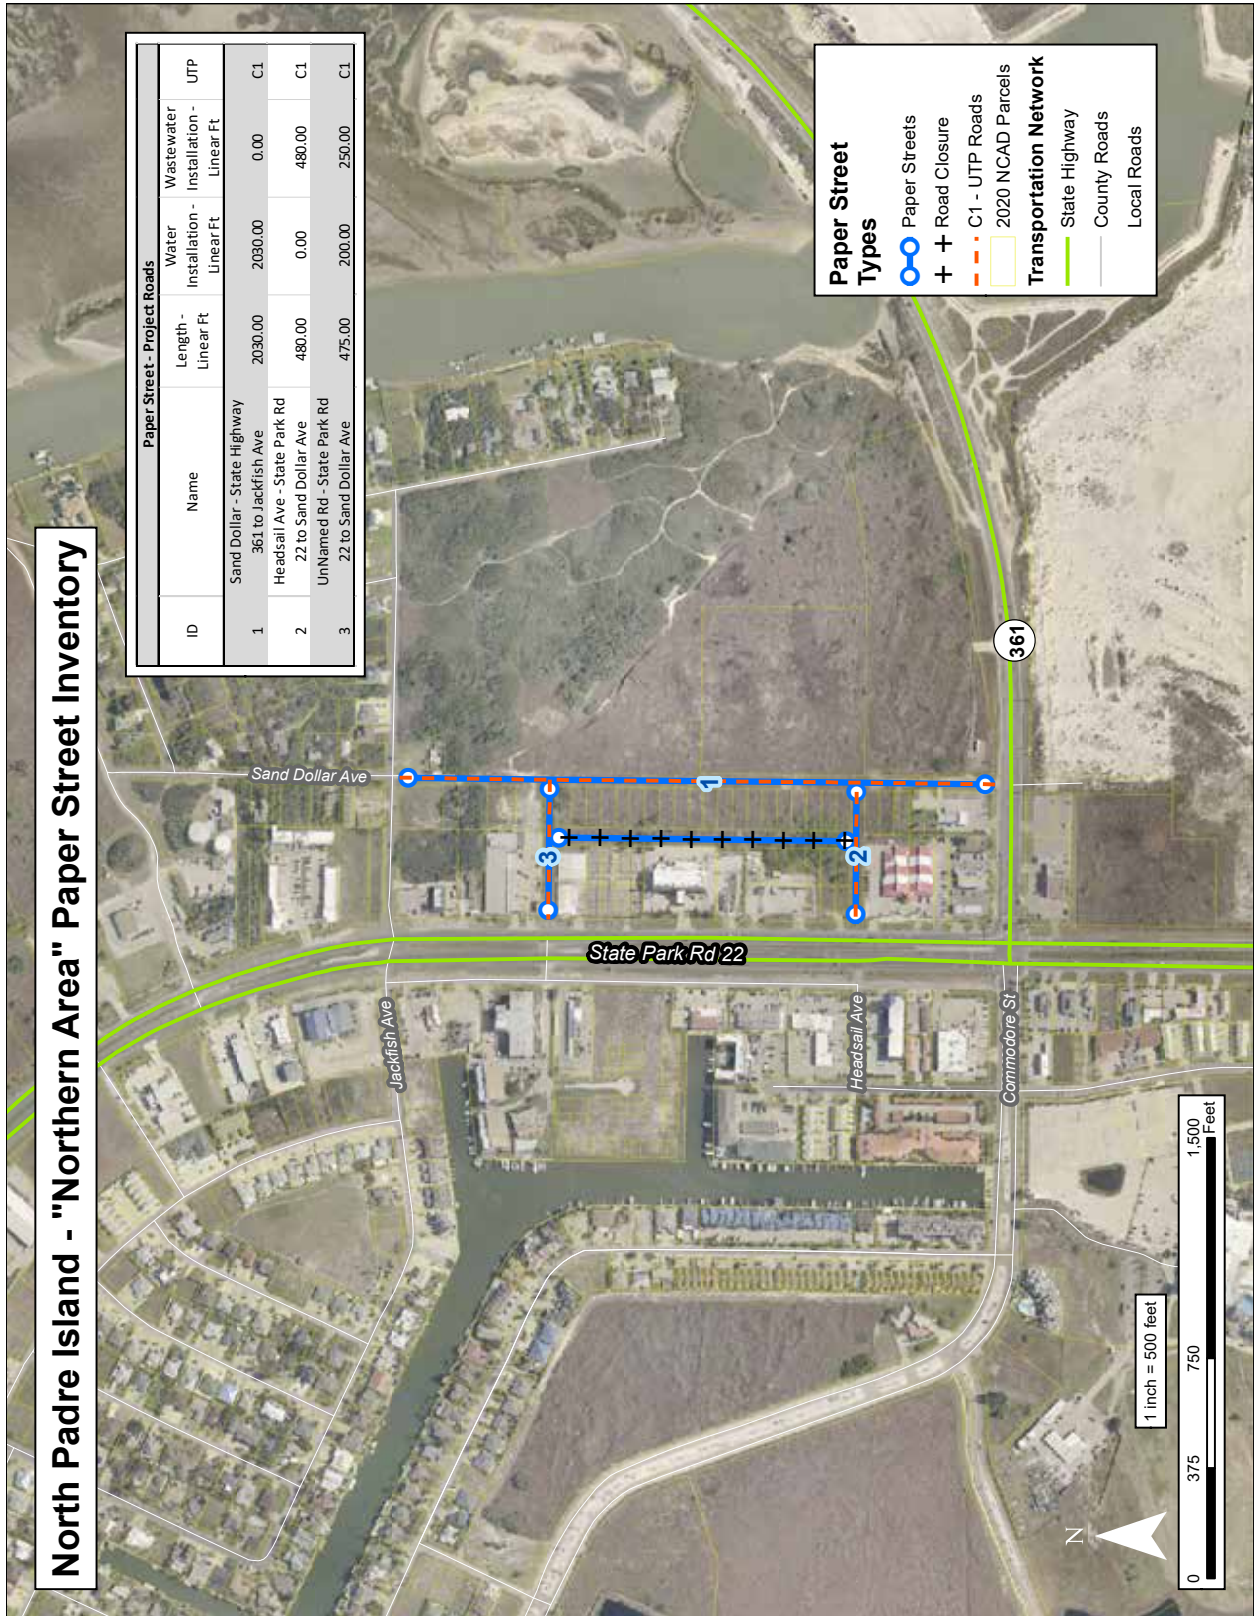 North Padre Island - "Northern Area" Paper Street Inventory
Paper Street - Project Roads
ID Name Length - Linear Ft Water Installation - Linear Ft Wastewater Installation - Linear Ft UTP
1 Sand Dollar - State Highway 361 to Jackfish Ave 2030.00 2030.00 0.00 C1
2 Headsail Ave - State Park Rd 22 to Sand Dollar Ave 480.00 0.00 480.00 C1
3 UnNamed Rd - State Park Rd 22 to Sand Dollar Ave 475.00 200.00 250.00 C1
Sand Dollar Ave
1
3
2
State Park Rd 22
361
Jackfish Ave
Headsail Ave
Commodore St
Paper Street
Types
Paper Streets
Road Closure
C1 - UTP Roads
2020 NCAD Parcels
Transportation Network
State Highway
County Roads
Local Roads
N
1 inch = 500 feet
0 375 750 1,500
Feet